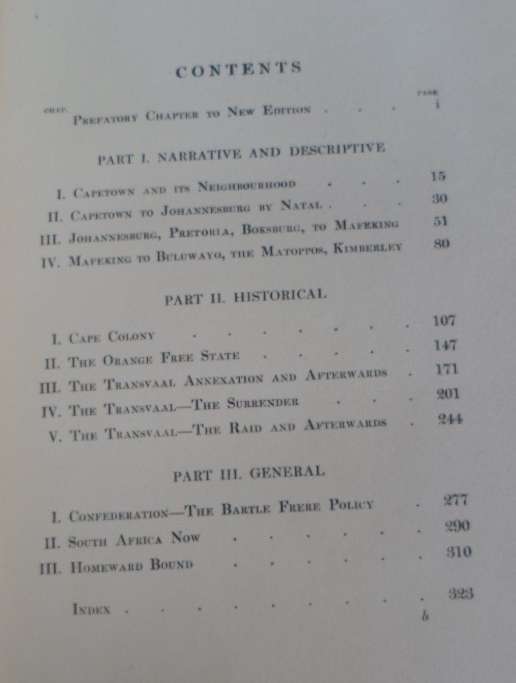 CONTENTS
CHAP. PAGE
Prefatory Chapter to New Edition . . . i
PART I. NARRATIVE AND DESCRIPTIVE
I. Capetown and its Neighbourhood . . . 15
II. Capetown to Johannesburg by Natal . . . 30
III. Johannesburg, Pretoria, Boksburg, to Mafeking 51
IV. Mafeking to Buluwayo, the Matoppos, Kimberley 80
PART II. HISTORICAL
I. Cape Colony . . . . . . . 107
II. The Orange Free State . . . . . 147
III. The Transvaal Annexation and Afterwards . 171
IV. The Transvaal—The Surrender . . . 201
V. The Transvaal—The Raid and Afterwards . 244
PART III. GENERAL
I. Confederation—The Bartle Frere Policy . 277
II. South Africa Now . . . . . . 290
III. Homeward Bound . . . . . . 310
Index . . . . . . . . . 323
b